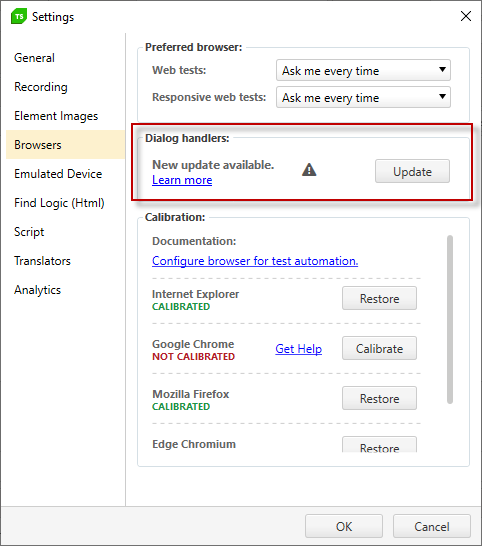 TS Settings
General
Recording
Element Images
Browsers
Emulated Device
Find Logic (Html)
Script
Translators
Analytics
Preferred browser:
Web tests: Ask me every time
Responsive web tests: Ask me every time
Dialog handlers:
New update available.
Learn more
Update
Calibration:
Documentation:
Configure browser for test automation.
Internet Explorer
CALIBRATED
Restore
Google Chrome
NOT CALIBRATED
Get Help
Calibrate
Mozilla Firefox
CALIBRATED
Restore
Edge Chromium
Restore
OK
Cancel